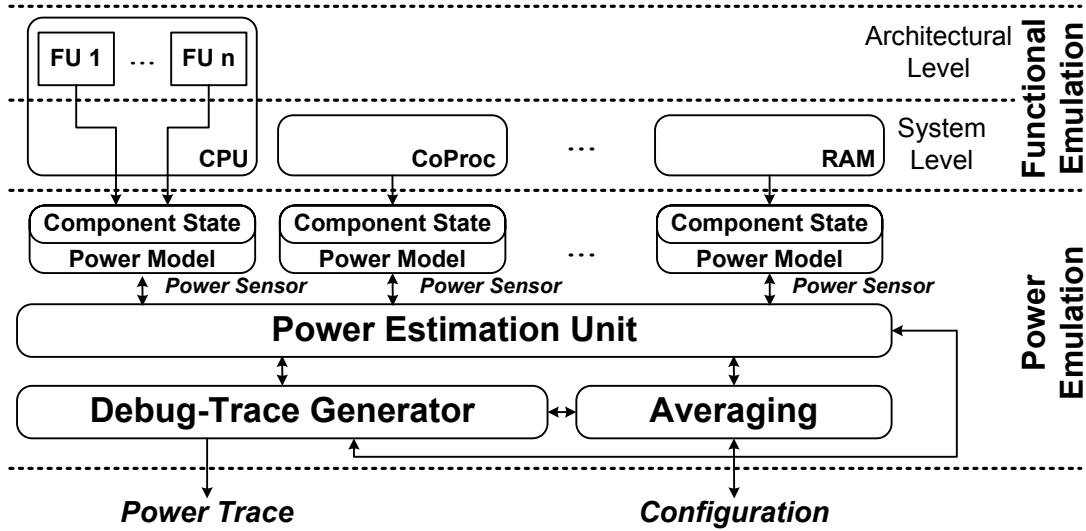 FU 1 ... FU n
Architectural
Level
Functional
Emulation
CPU
CoProc
...
RAM
System
Level
Component State
Power Model
Component State
Power Model
...
Component State
Power Model
Power Sensor
Power Sensor
Power Sensor
Power Estimation Unit
Power
Emulation
Debug-Trace Generator
Averaging
Power Trace
Configuration